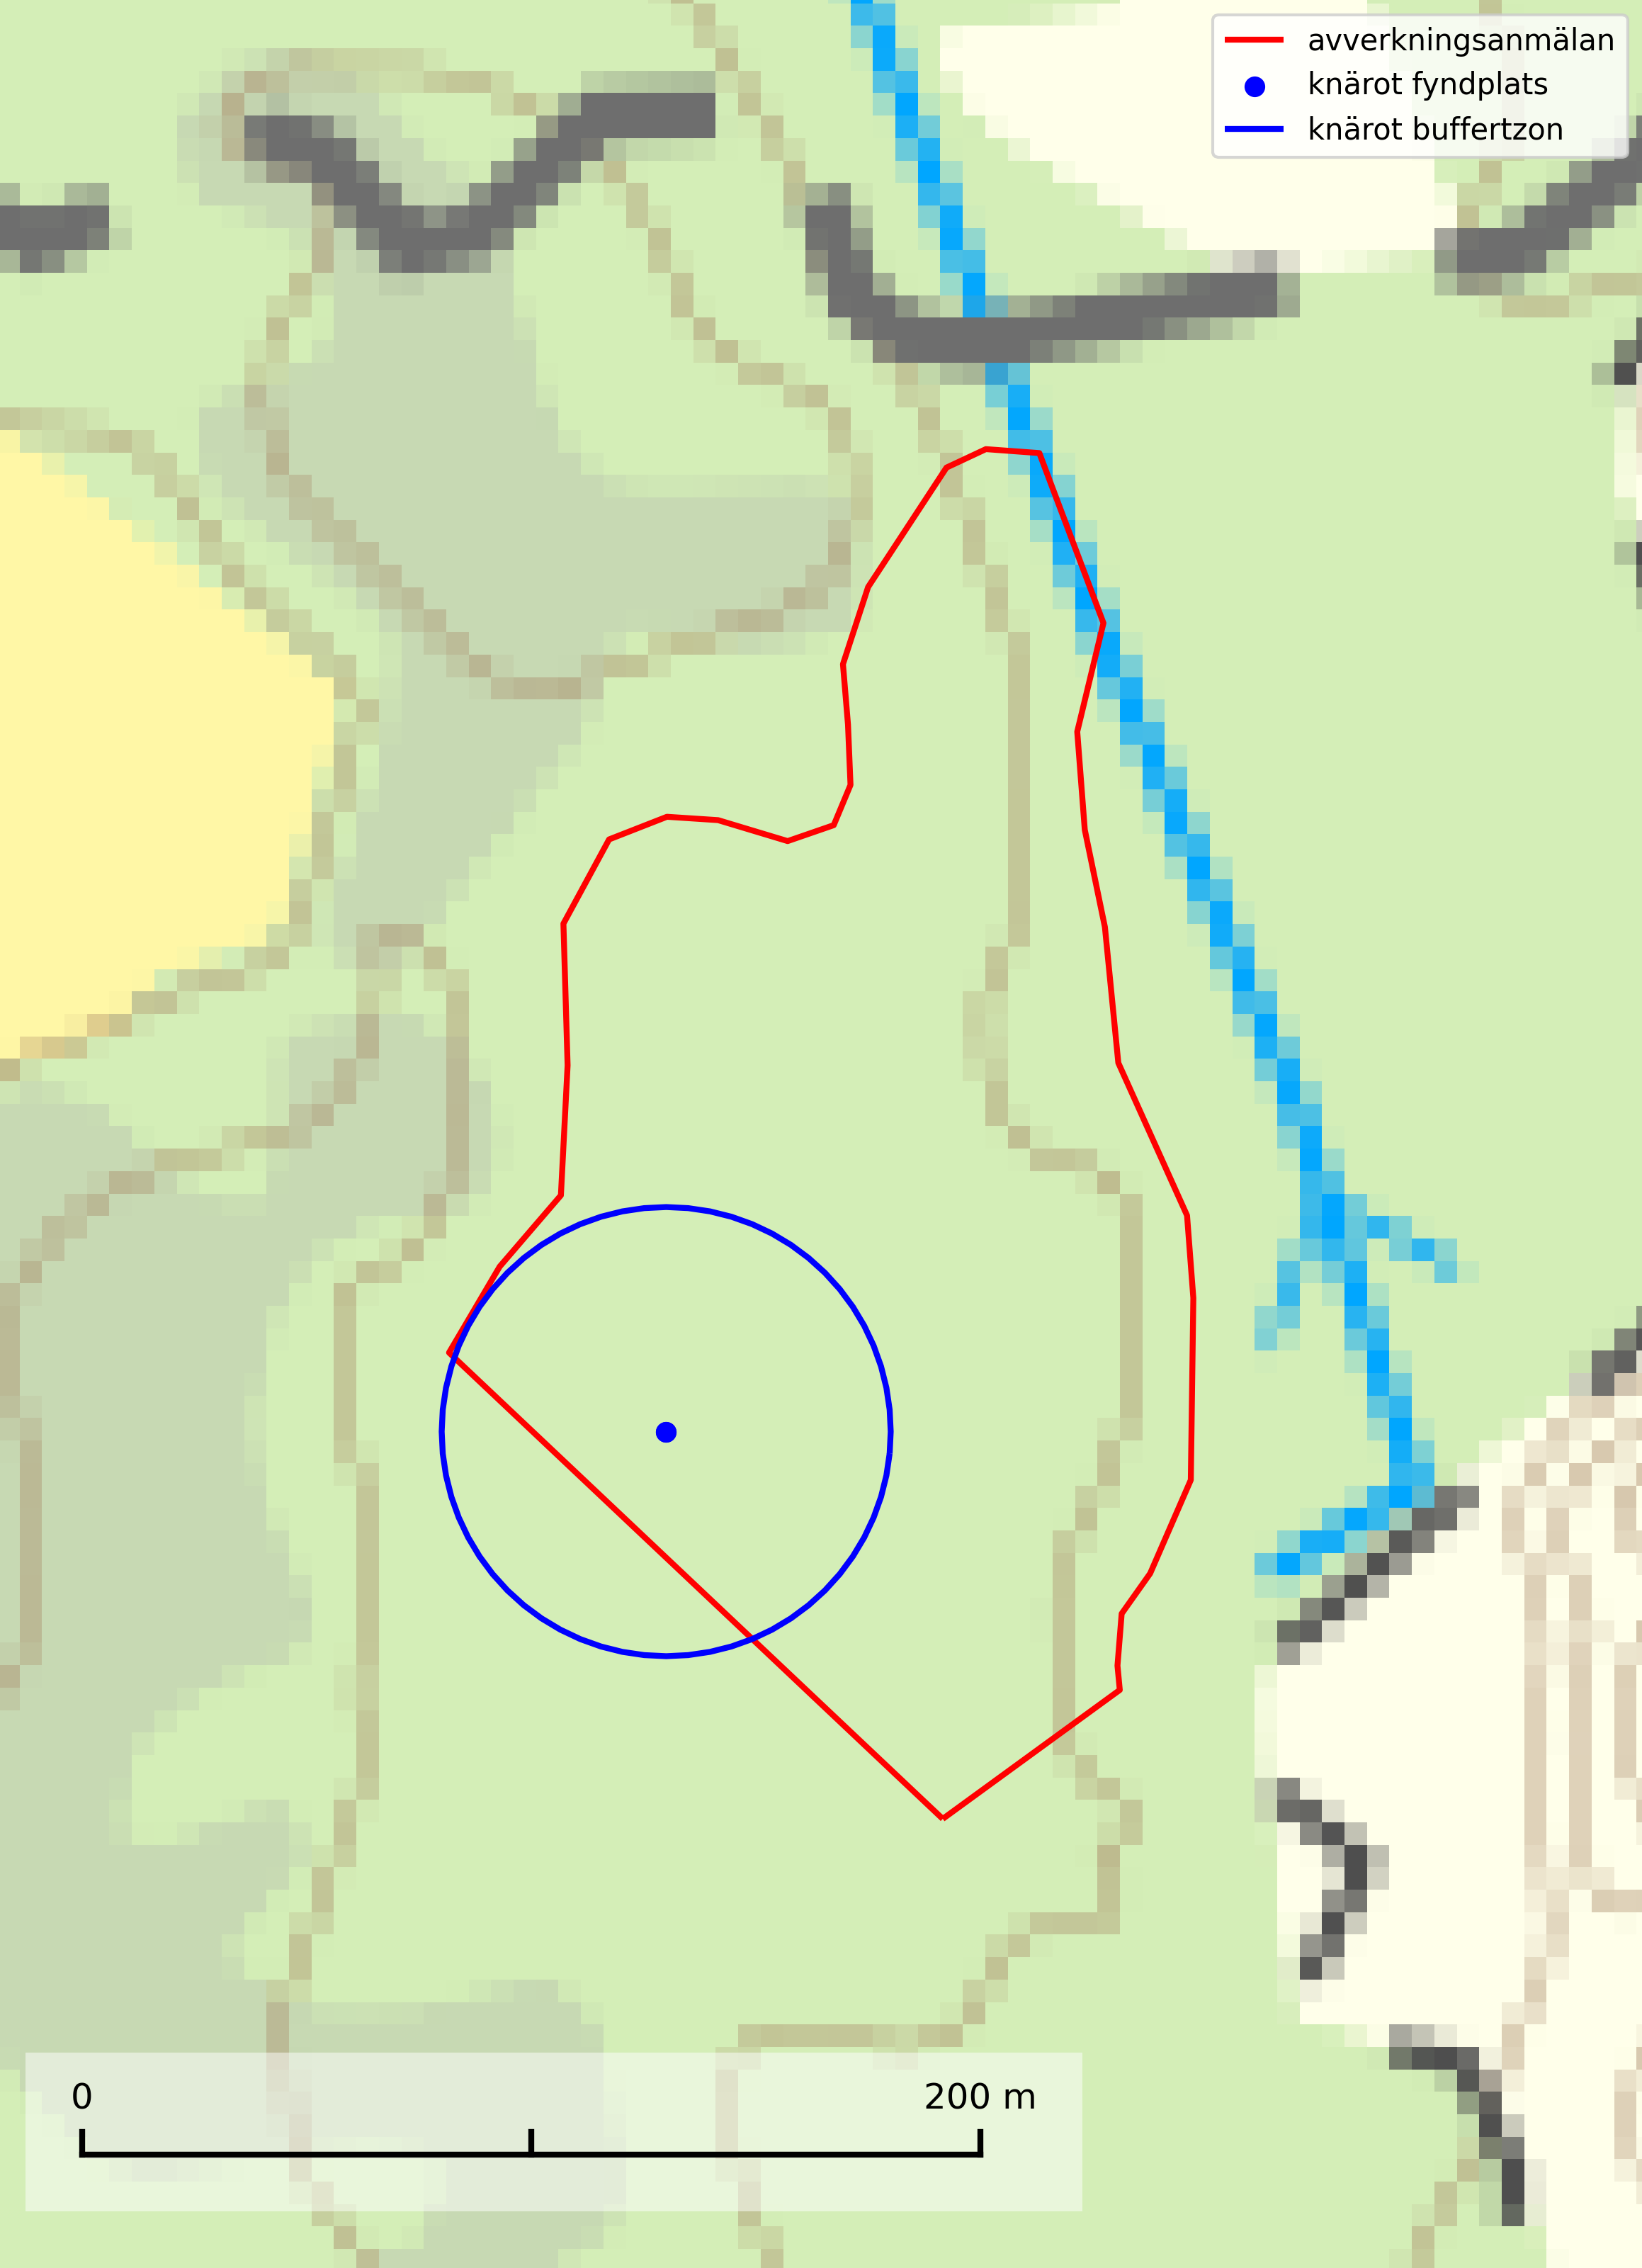 avverkningsanmälan
knärot fyndplats
knärot buffertzon
0 200 m